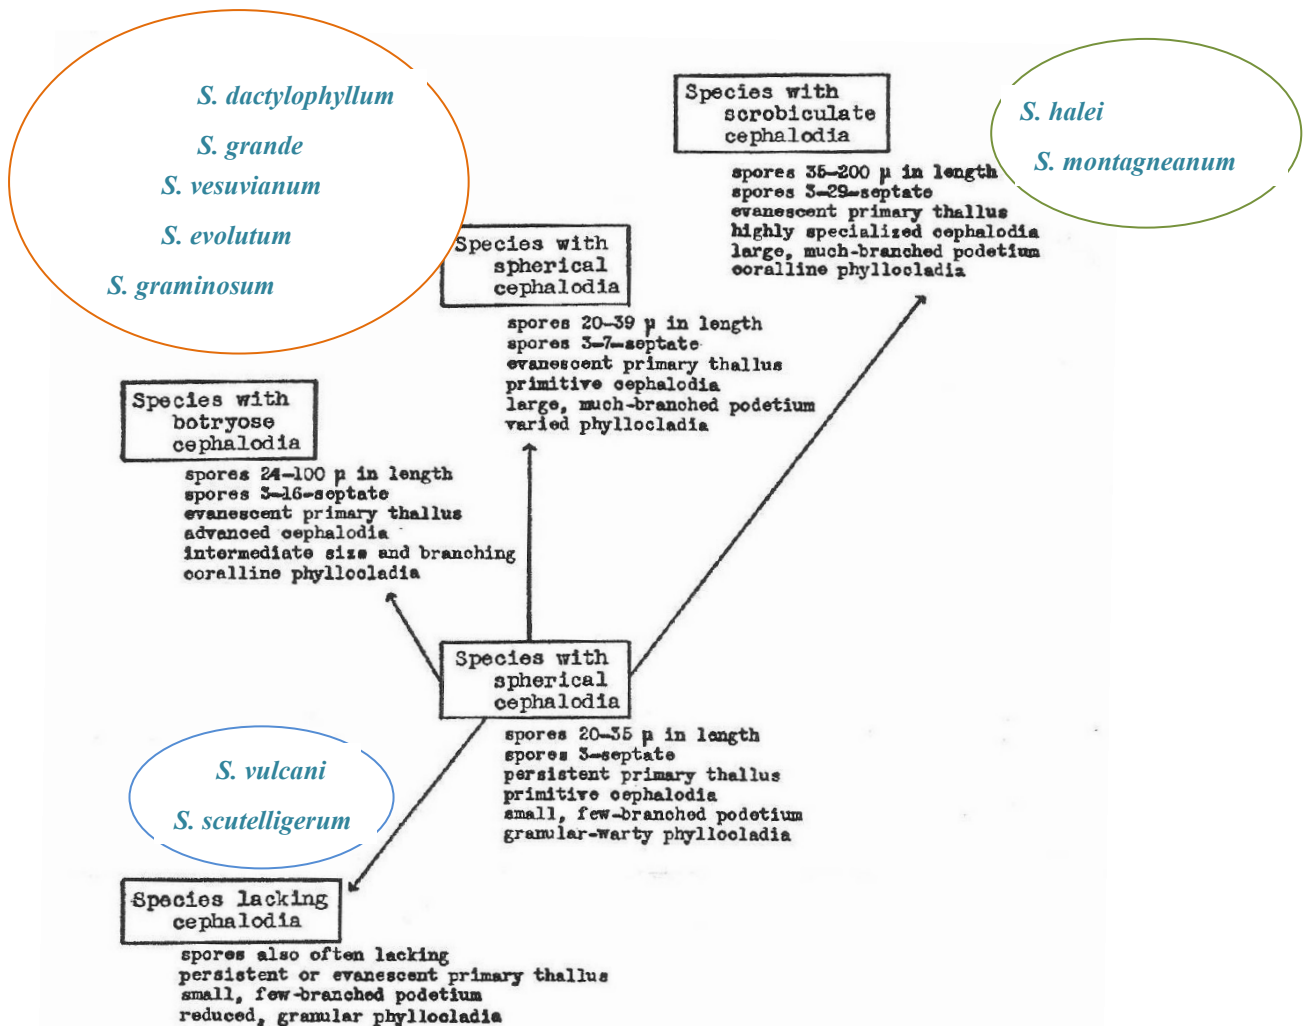 S. dactylophyllum
S. grande
S. vesuvianum
S. evolutum
S. graminosum
Species with
scrobiculate
cephalodia
spores 35-200 µ in length
spores 3-29-septate
evanescent primary thallus
highly specialized cephalodia
large, much-branched podetium
coralline phyllocladia
S. halei
S. montagneanum
Species with
spherical
cephalodia
spores 20-39 µ in length
spores 3-7-septate
evanescent primary thallus
primitive cephalodia
large, much-branched podetium
varied phyllocladia
Species with
botryose
cephalodia
spores 24-100 µ in length
spores 3-16-septate
evanescent primary thallus
advanced cephalodia
intermediate size and branching
coralline phyllocladia
Species with
spherical
cephalodia
spores 20-35 µ in length
spores 3-septate
persistent primary thallus
primitive cephalodia
small, few-branched podetium
granular-warty phyllocladia
S. vulcani
S. scutelligerum
Species lacking
cephalodia
spores also often lacking
persistent or evanescent primary thallus
small, few-branched podetium
reduced, granular phyllocladia